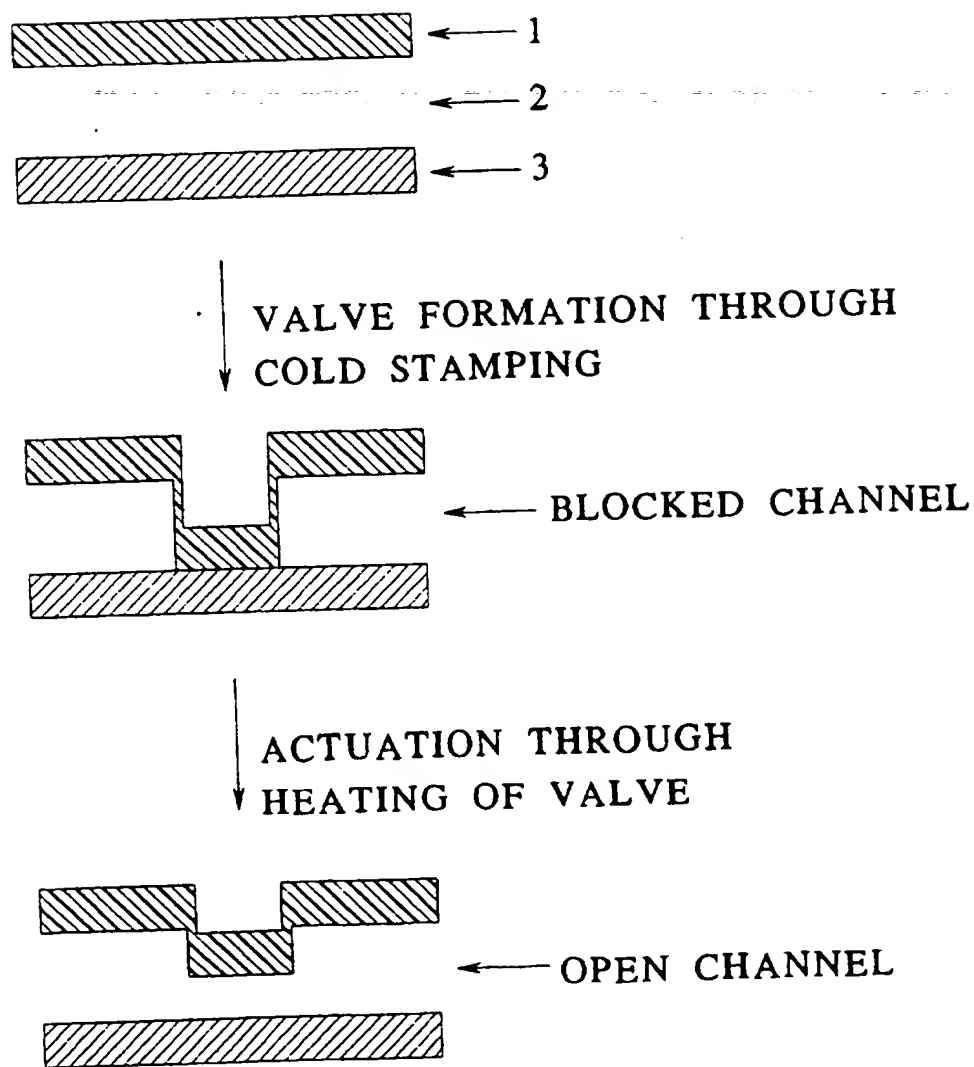 1
2
3
VALVE FORMATION THROUGH
COLD STAMPING
BLOCKED CHANNEL
ACTUATION THROUGH
HEATING OF VALVE
OPEN CHANNEL